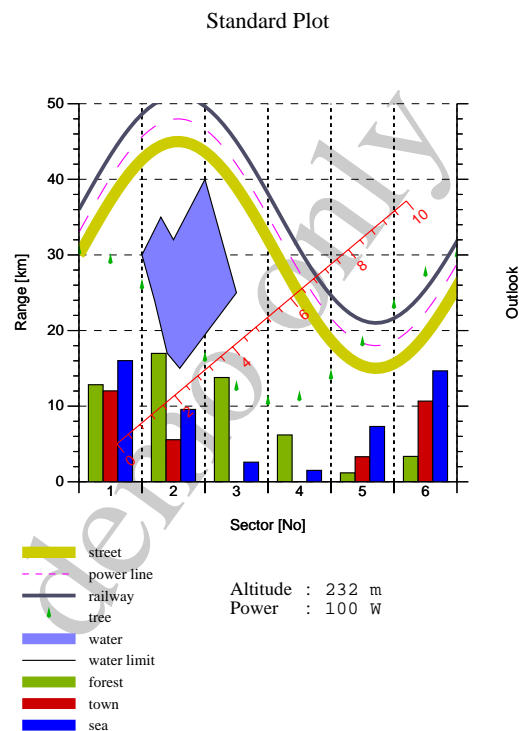 Standard Plot
50
40
30
20
10
0
Range [km]
Outlook
0
2
4
6
8
10
1 2 3 4 5 6
Sector [No]
demo only
street
power line
railway
tree
water
water limit
forest
town
sea
Altitude : 232 m
Power : 100 W